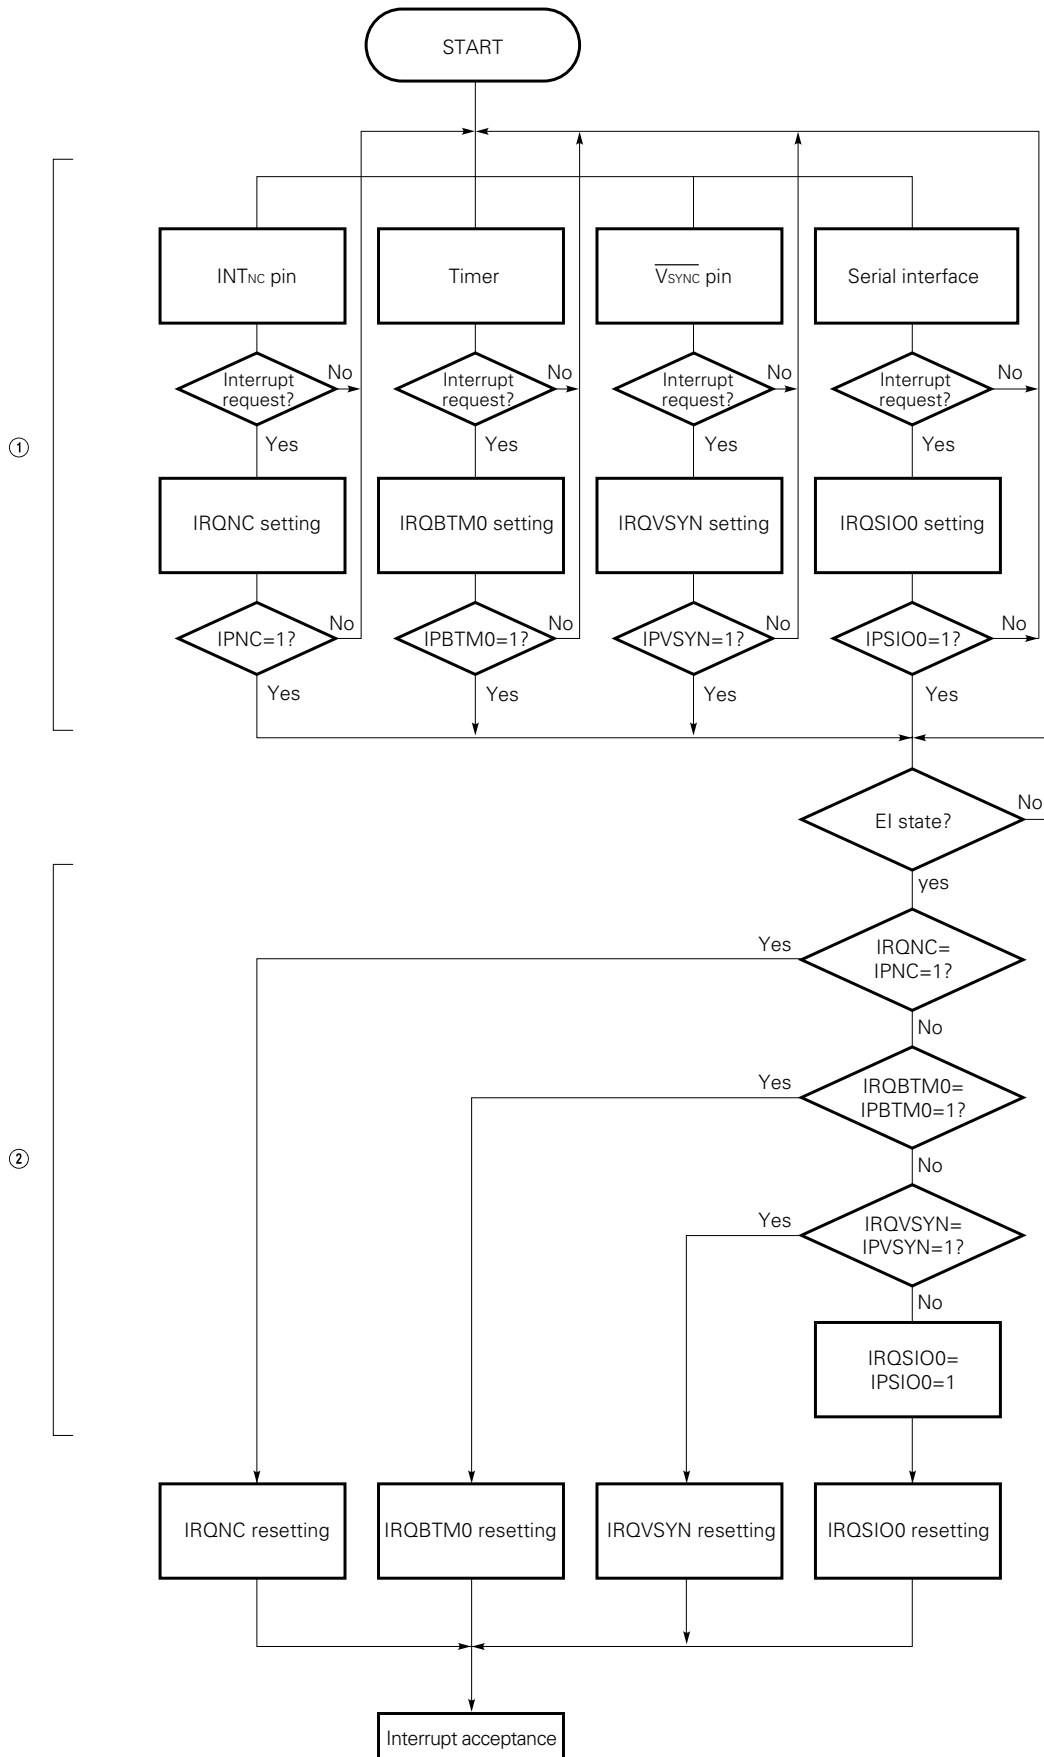 START
INTNC pin
Timer
VSYNC pin
Serial interface
Interrupt
request?
No
Interrupt
request?
No
Interrupt
request?
No
Interrupt
request?
No
Yes
Yes
Yes
Yes
①
IRQNC setting
IRQBTM0 setting
IRQVSYN setting
IRQSIO0 setting
IPNC=1?
No
IPBTM0=1?
No
IPVSYN=1?
No
IPSIO0=1?
No
Yes
Yes
Yes
Yes
EI state?
No
yes
IRQNC=
IPNC=1?
Yes
No
IRQBTM0=
IPBTM0=1?
Yes
No
②
IRQVSYN=
IPVSYN=1?
Yes
No
IRQSIO0=
IPSIO0=1
IRQNC resetting
IRQBTM0 resetting
IRQVSYN resetting
IRQSIO0 resetting
Interrupt acceptance